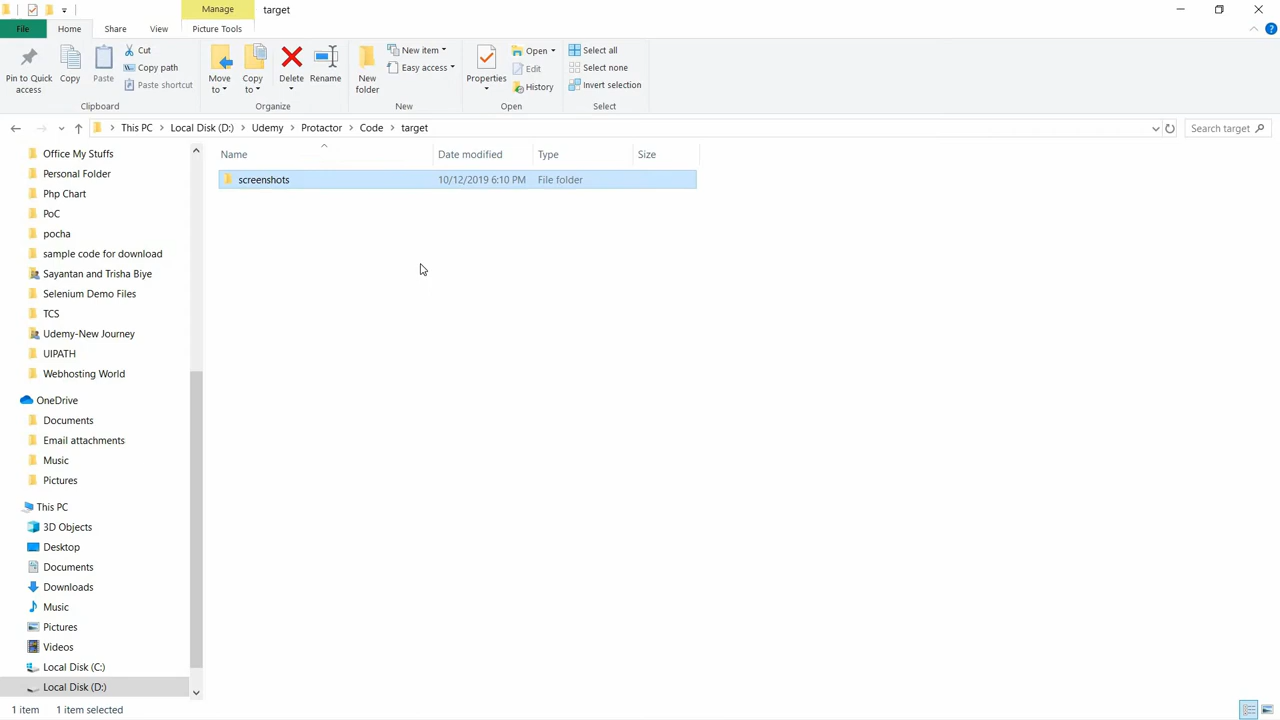 Manage
target
File
Home
Share
View
Picture Tools
Pin to Quick
access
Copy
Paste
Cut
Copy path
Paste shortcut
Clipboard
Move
to
Copy
to
Delete
Rename
Organize
New
folder
New item
Easy access
New
Properties
Open
Edit
History
Open
Select all
Select none
Invert selection
Select
This PC
Local Disk (D:)
Udemy
Protactor
Code
target
Search target
Name
Date modified
Type
Size
screenshots
10/12/2019 6:10 PM
File folder
Office My Stuffs
Personal Folder
Php Chart
PoC
pocha
sample code for download
Sayantan and Trisha Biye
Selenium Demo Files
TCS
Udemy-New Journey
UIPATH
Webhosting World
OneDrive
Documents
Email attachments
Music
Pictures
This PC
3D Objects
Desktop
Documents
Downloads
Music
Pictures
Videos
Local Disk (C:)
Local Disk (D:)
1 item
1 item selected